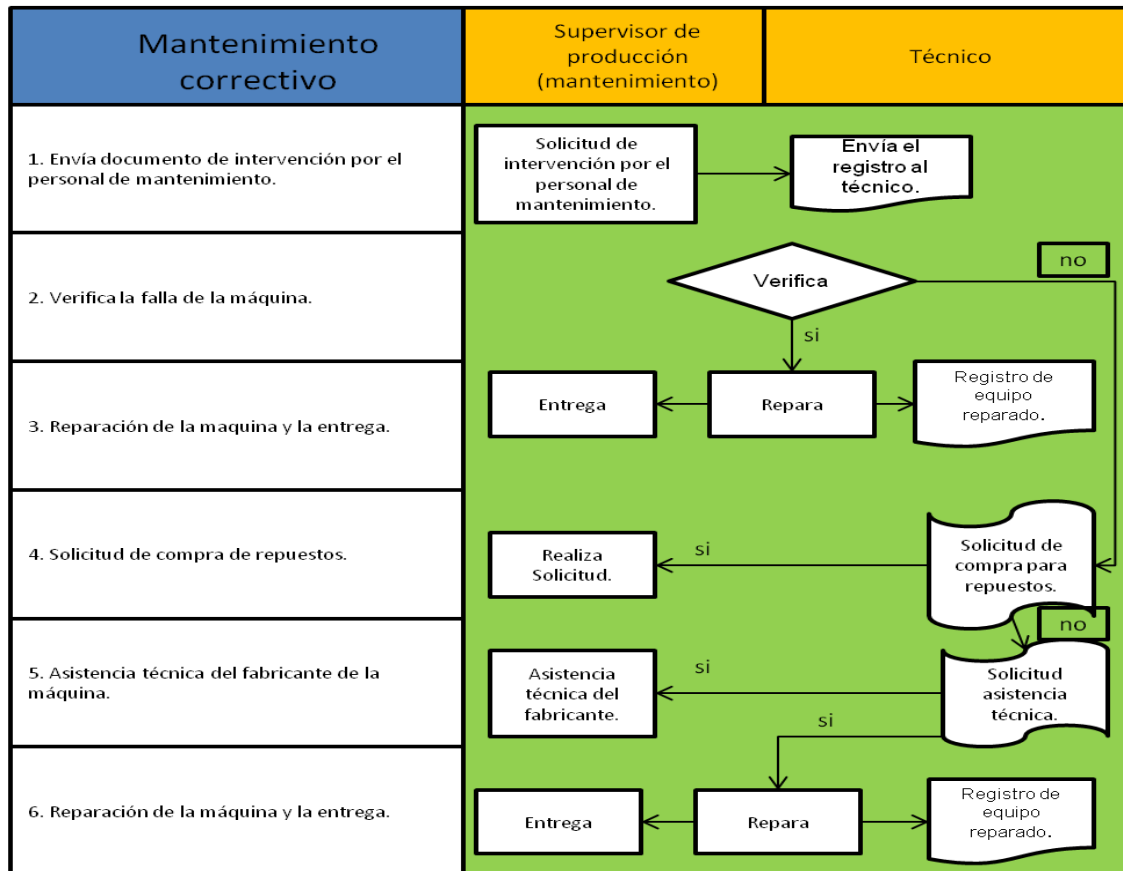 Mantenimiento
correctivo
Supervisor de
producción
(mantenimiento)
Técnico
1. Envía documento de intervención por el
personal de mantenimiento.
Solicitud de
intervención por el
personal de
mantenimiento.
Envía el
registro al
técnico.
2. Verifica la falla de la máquina.
Verifica
no
si
3. Reparación de la maquina y la entrega.
Entrega
Repara
Registro de
equipo
reparado.
4. Solicitud de compra de repuestos.
Realiza
Solicitud.
si
Solicitud de
compra para
repuestos.
no
5. Asistencia técnica del fabricante de la
máquina.
Asistencia
técnica del
fabricante.
si
Solicitud
asistencia
técnica.
si
6. Reparación de la máquina y la entrega.
Entrega
Repara
Registro de
equipo
reparado.